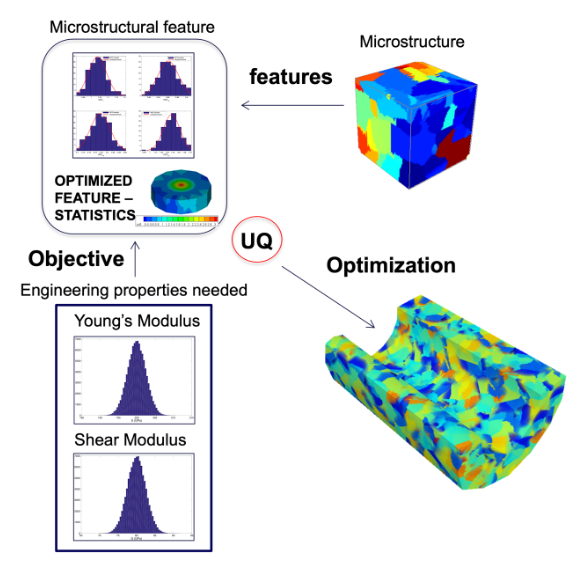 Microstructural feature
Microstructure
features
OPTIMIZED
FEATURE –
STATISTICS
UQ
Objective
Optimization
Engineering properties needed
Young's Modulus
Shear Modulus